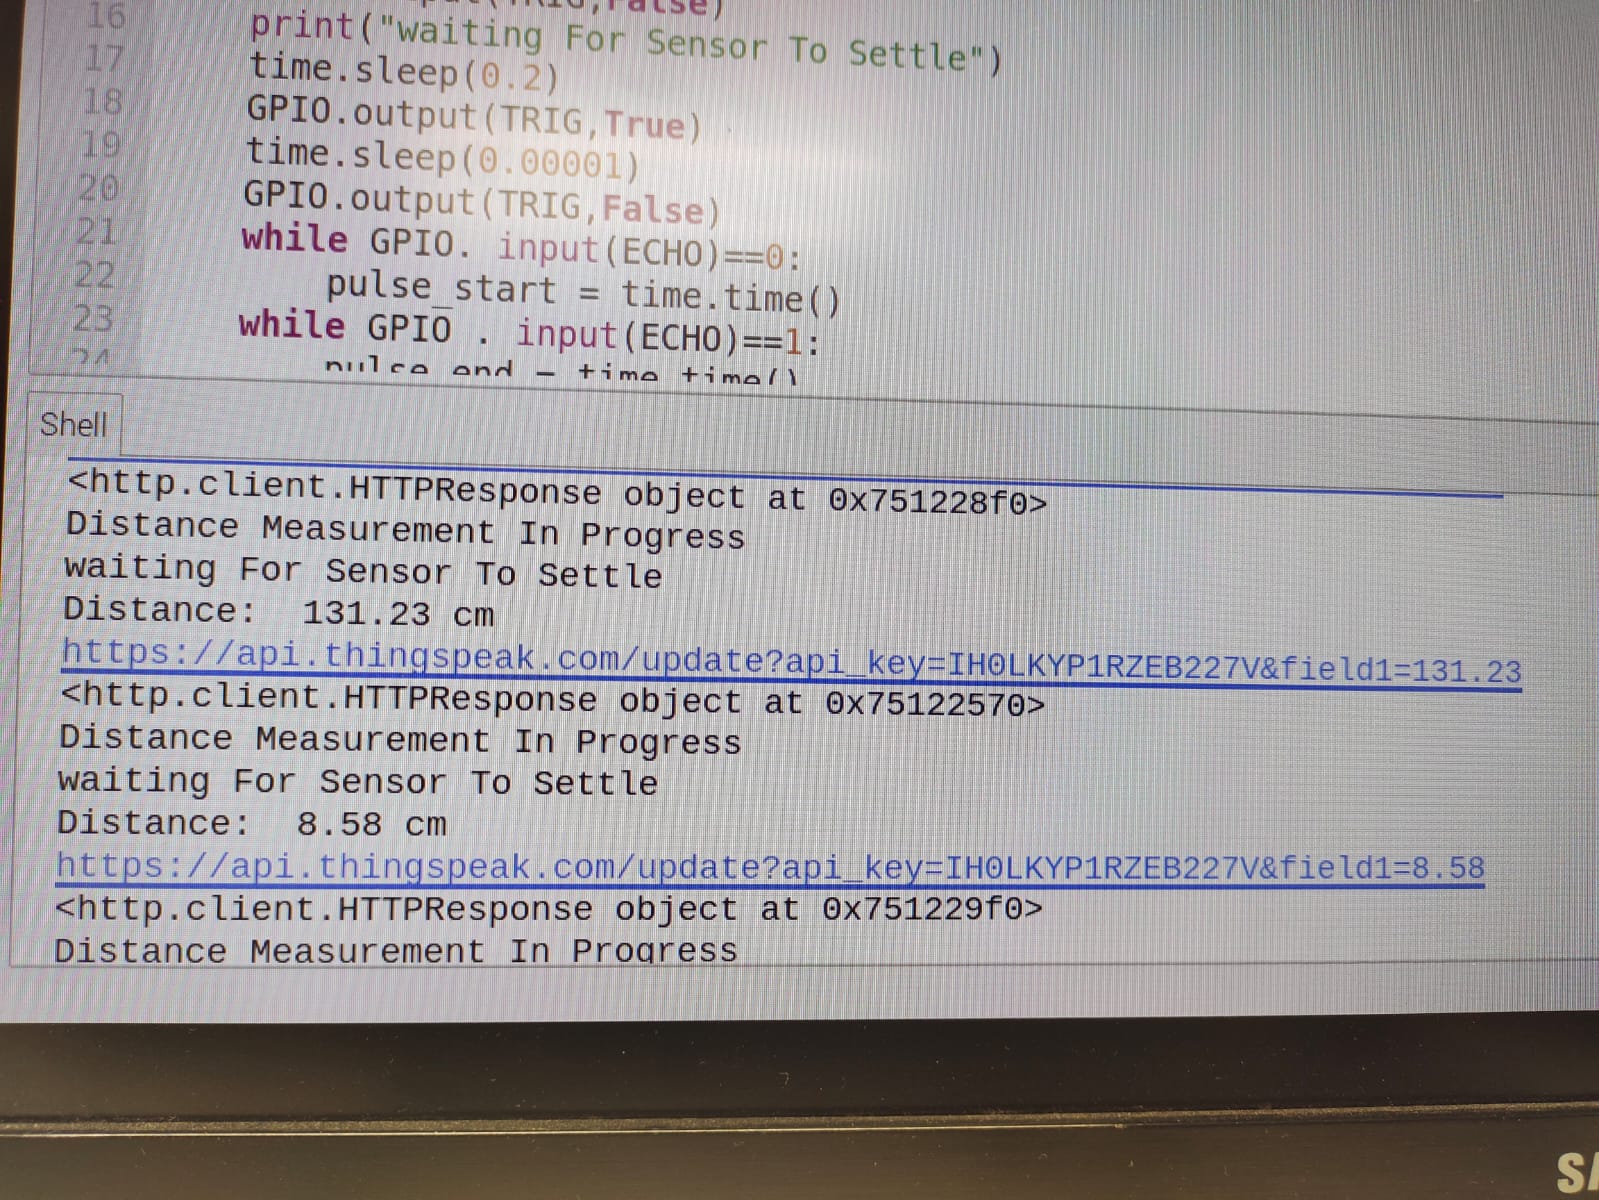 16 print("waiting For Sensor To Settle")
17 time.sleep(0.2)
18 GPIO.output(TRIG,True)
19 time.sleep(0.00001)
20 GPIO.output(TRIG,False)
21 while GPIO. input(ECHO)==0:
22 pulse_start = time.time()
23 while GPIO . input(ECHO)==1:
24 pulse end = time time()
Shell
<http.client.HTTPResponse object at 0x751228f0>
Distance Measurement In Progress
waiting For Sensor To Settle
Distance:  131.23 cm
https://api.thingspeak.com/update?api_key=IH0LKYP1RZEB227V&field1=131.23
<http.client.HTTPResponse object at 0x75122570>
Distance Measurement In Progress
waiting For Sensor To Settle
Distance:  8.58 cm
https://api.thingspeak.com/update?api_key=IH0LKYP1RZEB227V&field1=8.58
<http.client.HTTPResponse object at 0x751229f0>
Distance Measurement In Progress